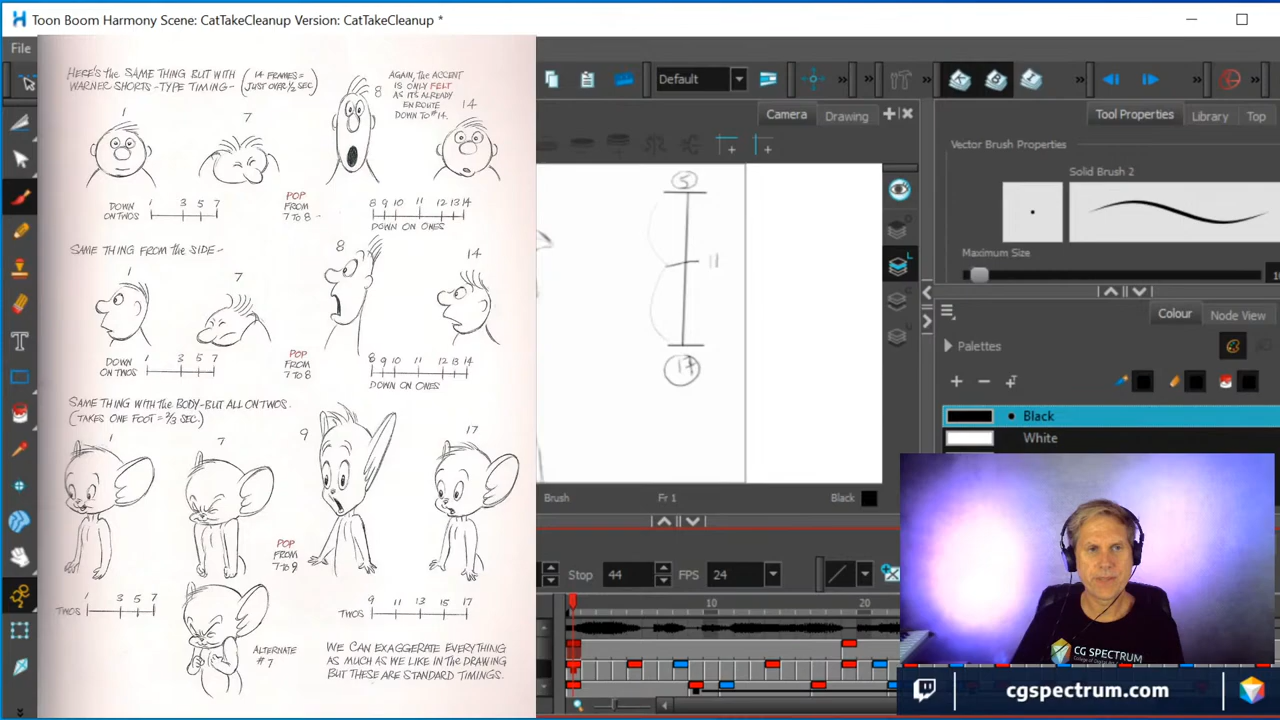 Toon Boom Harmony Scene: CatTakeCleanup Version: CatTakeCleanup *
File
HERE'S the SAME THING BUT WITH
WARNER SHORTS-TYPE TIMING-
14 FRAMES =
JUST OVER 1/2 SEC
AGAIN, the ACCENT
IS ONLY FELT
AS IT'S ALREADY
EN ROUTE
DOWN TO #14.
1
7
8
14
DOWN
ON TWOS
1 3 5 7
POP
FROM
7 TO 8
8 9 10 11 12 13 14
DOWN ON ONES
SAME THING FROM the SIDE-
1
7
8
14
DOWN
ON TWOS
1 3 5 7
POP
FROM
7 TO 8
8 9 10 11 12 13 14
DOWN ON ONES
SAME THING WITH the BODY-BUT ALL ON TWOS.
(TAKES ONE FOOT = 2/3 SEC.)
1
7
9
17
POP
FROM
7 TO 9
TWOS
1 3 5 7
TWOS
9 11 13 15 17
ALTERNATE
#7
WE CAN EXAGGERATE EVERYTHING
AS MUCH AS WE LIKE IN the DRAWING
BUT THESE ARE STANDARD TIMINGS.
Default
Camera
Drawing
5
11
17
Brush
Fr 1
Black
Stop 44
FPS 24
10
20
Tool Properties
Library
Top
Vector Brush Properties
Solid Brush 2
Maximum Size
Colour
Node View
Palettes
Black
White
CG SPECTRUM
cgspectrum.com